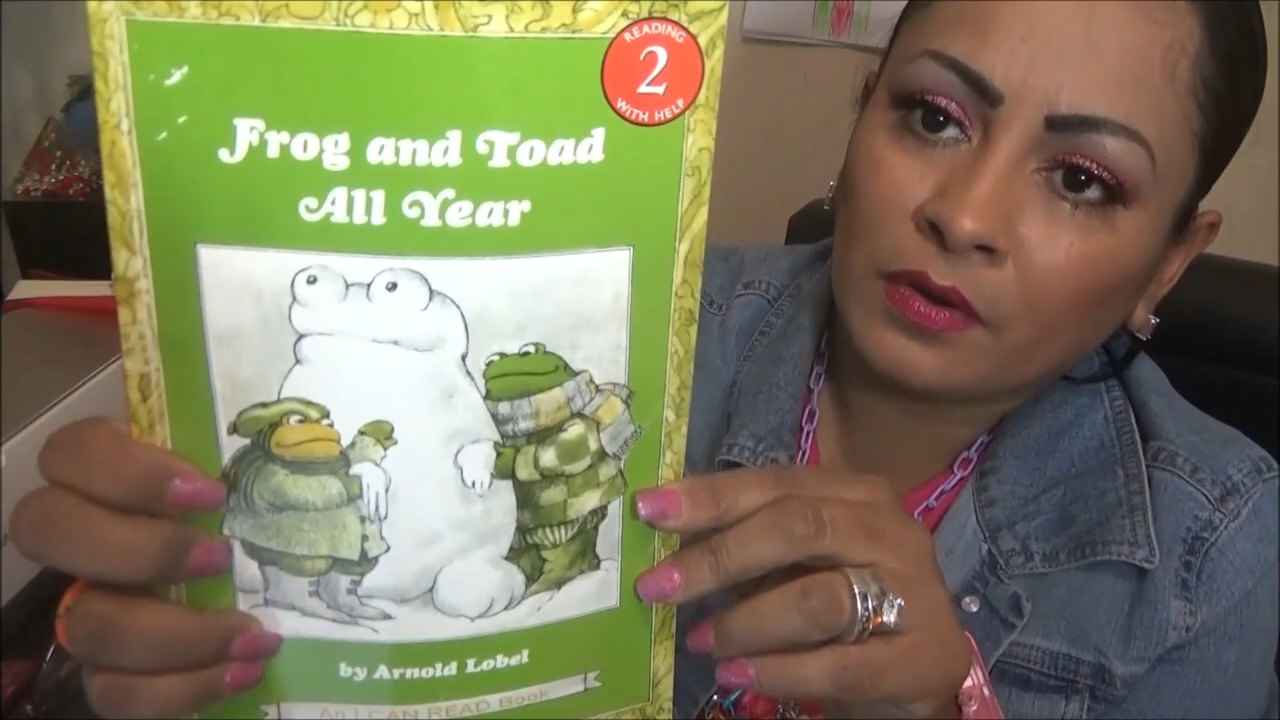 READING
2
WITH HELP
Frog and Toad
All Year
by Arnold Lobel
An I CAN READ Book